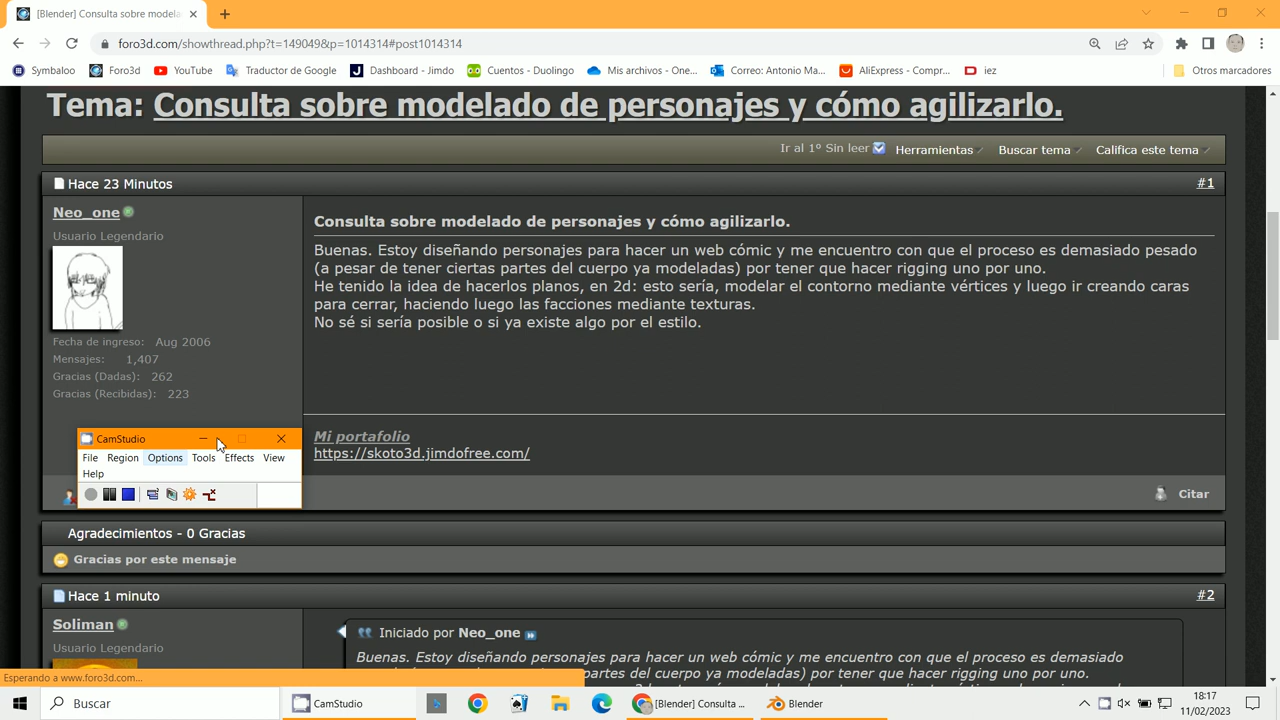 [Blender] Consulta sobre modela
foro3d.com/showthread.php?t=149049&p=1014314#post1014314
Symbaloo Foro3d YouTube Traductor de Google Dashboard - Jimdo Cuentos - Duolingo Mis archivos - One... Correo: Antonio Ma... AliExpress - Compr... iez Otros marcadores
Tema: Consulta sobre modelado de personajes y cómo agilizarlo.
Ir al 1º Sin leer Herramientas Buscar tema Califica este tema
Hace 23 Minutos #1
Neo_one
Usuario Legendario
Fecha de ingreso: Aug 2006
Mensajes: 1,407
Gracias (Dadas): 262
Gracias (Recibidas): 223
Consulta sobre modelado de personajes y cómo agilizarlo.
Buenas. Estoy diseñando personajes para hacer un web cómic y me encuentro con que el proceso es demasiado pesado
(a pesar de tener ciertas partes del cuerpo ya modeladas) por tener que hacer rigging uno por uno.
He tenido la idea de hacerlos planos, en 2d: esto sería, modelar el contorno mediante vértices y luego ir creando caras
para cerrar, haciendo luego las facciones mediante texturas.
No sé si sería posible o si ya existe algo por el estilo.
Mi portafolio
https://skoto3d.jimdofree.com/
CamStudio
File Region Options Tools Effects View
Help
Citar
Agradecimientos - 0 Gracias
Gracias por este mensaje
Hace 1 minuto #2
Soliman
Usuario Legendario
Iniciado por Neo_one
Buenas. Estoy diseñando personajes para hacer un web cómic y me encuentro con que el proceso es demasiado
partes del cuerpo ya modeladas) por tener que hacer rigging uno por uno.
Esperando a www.foro3d.com...
Buscar CamStudio [Blender] Consulta ... Blender 18:17
11/02/2023